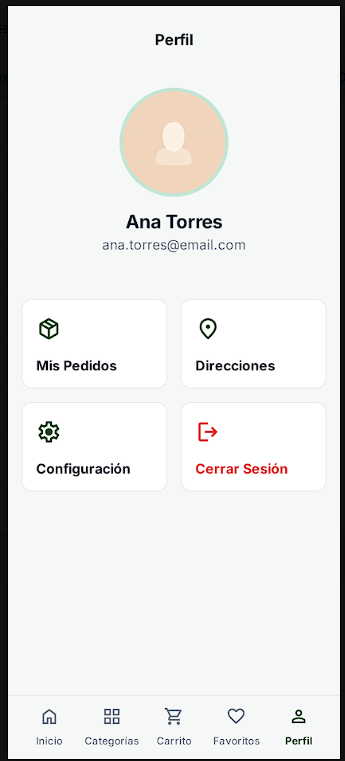 Perfil
Ana Torres
ana.torres@email.com
Mis Pedidos
Direcciones
Configuración
Cerrar Sesión
Inicio
Categorías
Carrito
Favoritos
Perfil